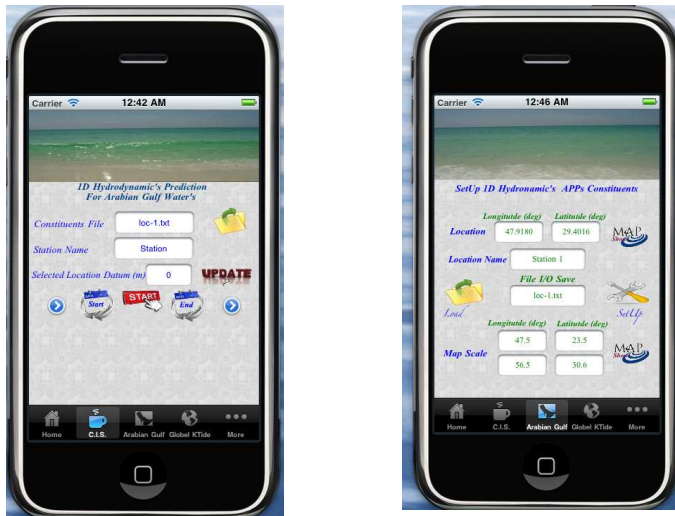 Carrier 12:42 AM
1D Hydrodynamic's Prediction
For Arabian Gulf Water's
Constituents File loc-1.txt
Station Name Station
Selected Location Datum (m) 0 UPDATE
Start START End
Home C.I.S. Arabian Gulf Globel KTide More
Carrier 12:46 AM
SetUp 1D Hydronamic's APPs Constituents
Longitutde (deg) Latitutde (deg)
Location 47.9180 29.4016 MAP
Location Name Station 1
File I/O Save
loc-1.txt
Load SetUp
Longitutde (deg) Latitutde (deg)
47.5 23.5
Map Scale MAP
56.5 30.6
Home C.I.S. Arabian Gulf Globel KTide More